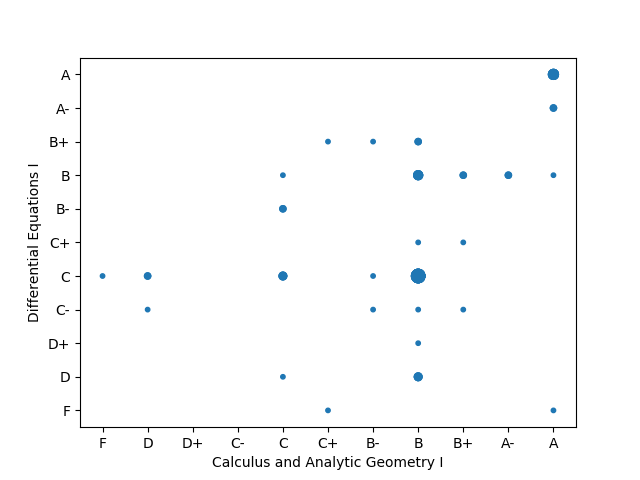 A
A-
B+
B
B-
C+
C
C-
D+
D
F
Differential Equations I
F D D+ C- C C+ B- B B+ A- A
Calculus and Analytic Geometry I